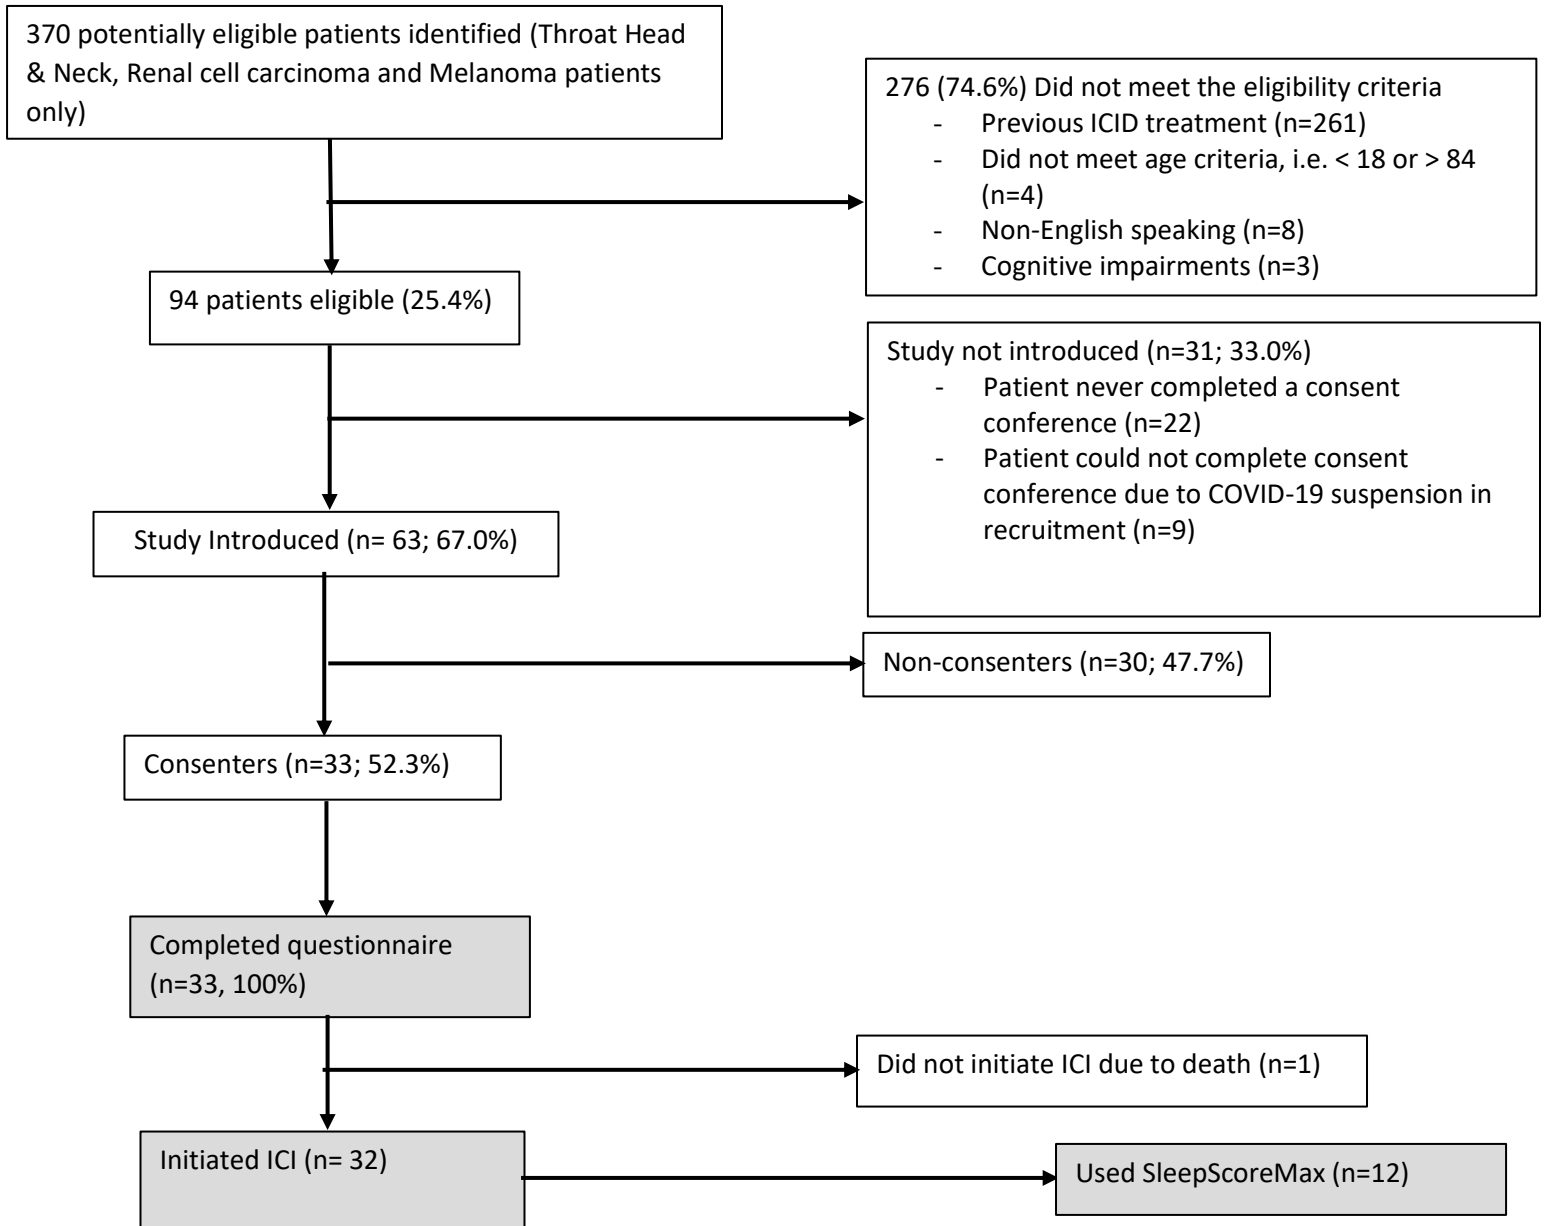 370 potentially eligible patients identified (Throat Head
& Neck, Renal cell carcinoma and Melanoma patients
only)
276 (74.6%) Did not meet the eligibility criteria
- Previous ICID treatment (n=261)
- Did not meet age criteria, i.e. < 18 or > 84
(n=4)
- Non-English speaking (n=8)
- Cognitive impairments (n=3)
94 patients eligible (25.4%)
Study not introduced (n=31; 33.0%)
- Patient never completed a consent
conference (n=22)
- Patient could not complete consent
conference due to COVID-19 suspension in
recruitment (n=9)
Study Introduced (n= 63; 67.0%)
Non-consenters (n=30; 47.7%)
Consenters (n=33; 52.3%)
Completed questionnaire
(n=33, 100%)
Did not initiate ICI due to death (n=1)
Initiated ICI (n= 32)
Used SleepScoreMax (n=12)